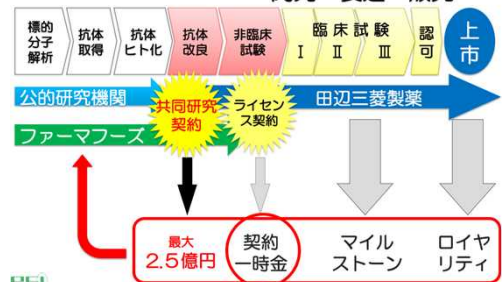 標的
分子
解析
抗体
取得
抗体
ヒト化
抗体
改良
非臨床
試験
臨床試験
Ⅰ Ⅱ Ⅲ
認
可
上
市
公的研究機関
共同研究
契約
ライセン
ス契約
田辺三菱製薬
ファーマフーズ
最大
2.5億円
契約
一時金
マイル
ストーン
ロイヤ
リティ